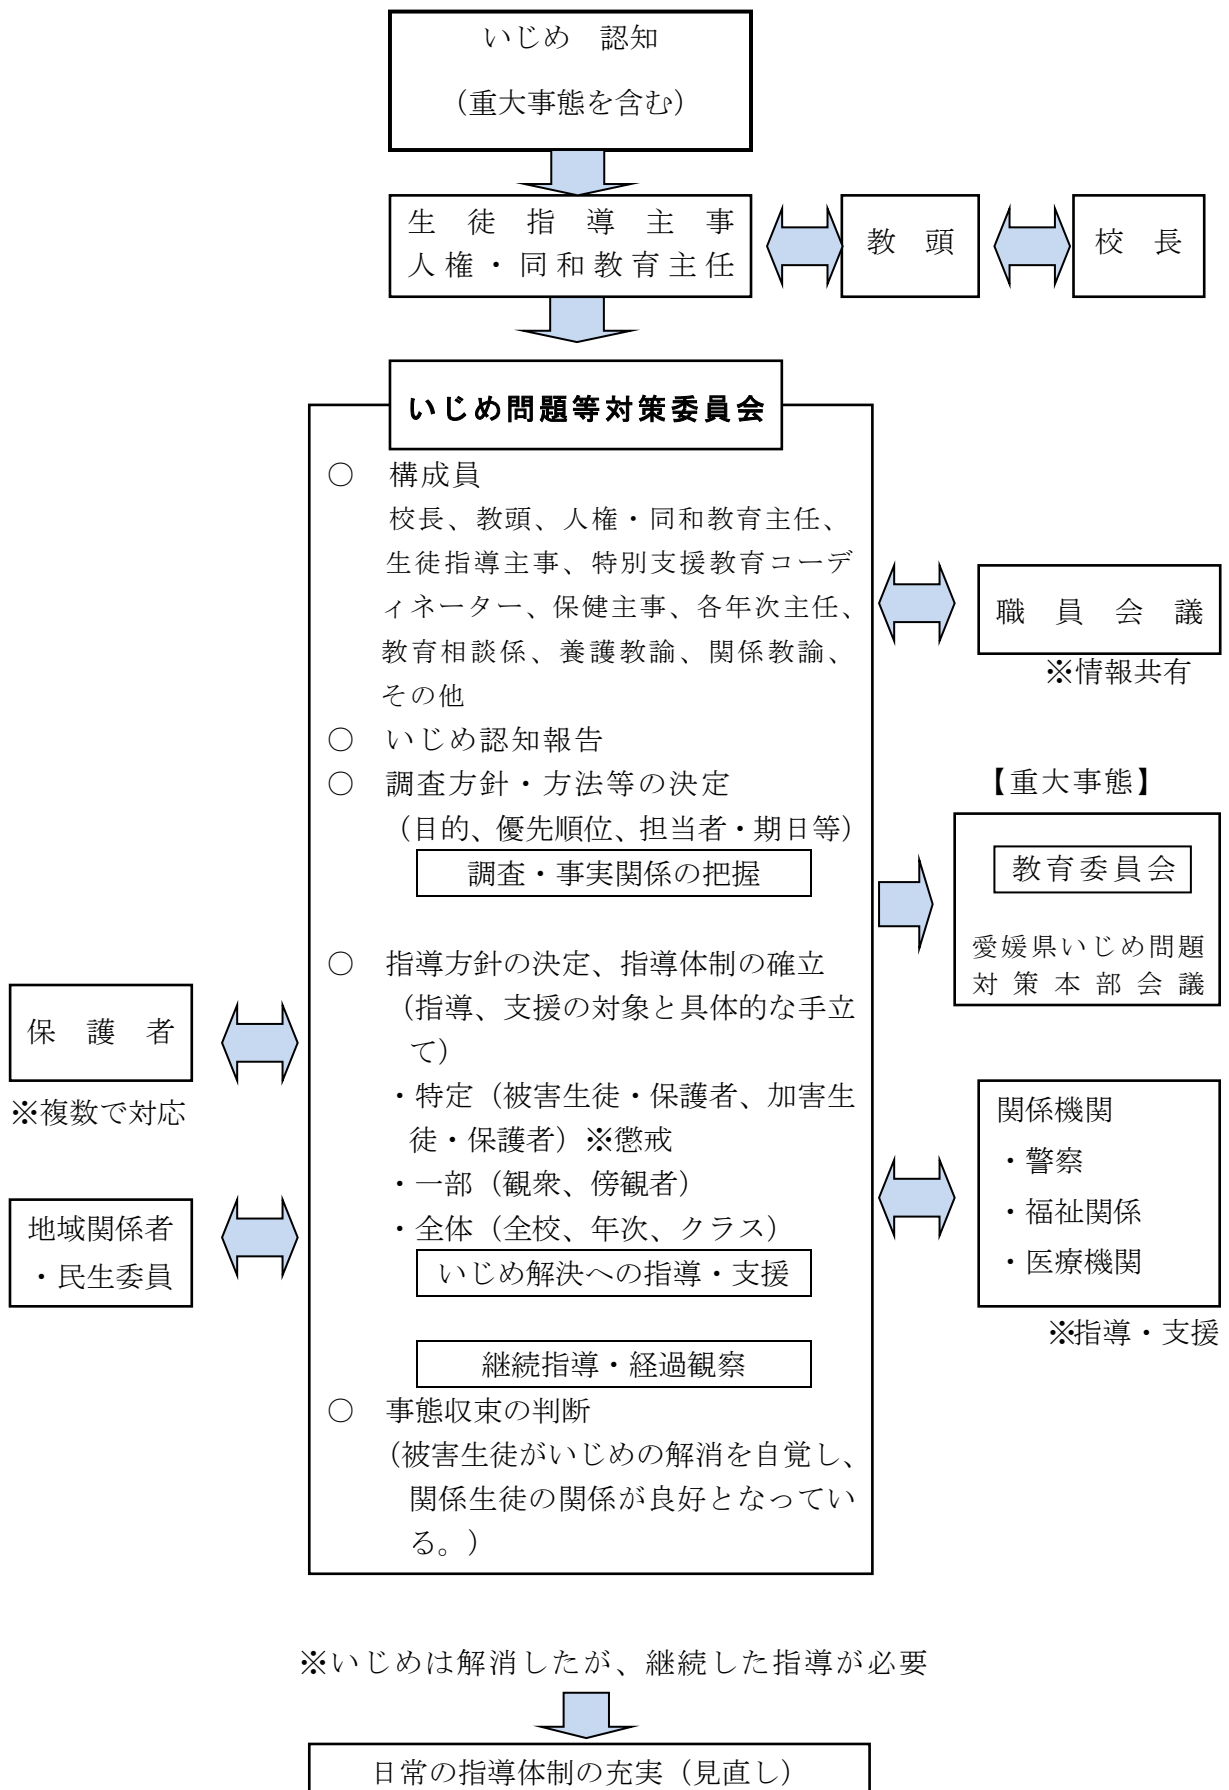 いじめ　認知
（重大事態を含む）
生徒指導主事
人権・同和教育主任
教頭
校長
いじめ問題等対策委員会
○　構成員
校長、教頭、人権・同和教育主任、
生徒指導主事、特別支援教育コーデ
ィネーター、保健主事、各年次主任、
教育相談係、養護教諭、関係教諭、
その他
○　いじめ認知報告
○　調査方針・方法等の決定
（目的、優先順位、担当者・期日等）
調査・事実関係の把握
○　指導方針の決定、指導体制の確立
（指導、支援の対象と具体的な手立
て）
・特定（被害生徒・保護者、加害生
徒・保護者）※懲戒
・一部（観衆、傍観者）
・全体（全校、年次、クラス）
いじめ解決への指導・支援
継続指導・経過観察
○　事態収束の判断
（被害生徒がいじめの解消を自覚し、
関係生徒の関係が良好となってい
る。）
職員会議
※情報共有
【重大事態】
教育委員会
愛媛県いじめ問題
対策本部会議
関係機関
・警察
・福祉関係
・医療機関
※指導・支援
保護者
※複数で対応
地域関係者
・民生委員
※いじめは解消したが、継続した指導が必要
日常の指導体制の充実（見直し）